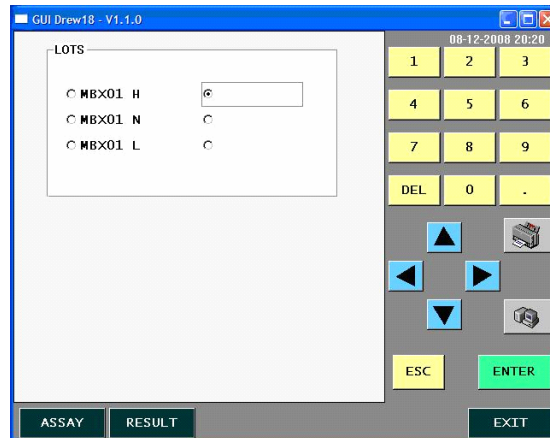 GUI Drew18 - V1.1.0
08-12-2008 20:20
LOTS
MBX01 H
MBX01 N
MBX01 L
1 2 3
4 5 6
7 8 9
DEL 0 .
ESC ENTER
ASSAY RESULT EXIT